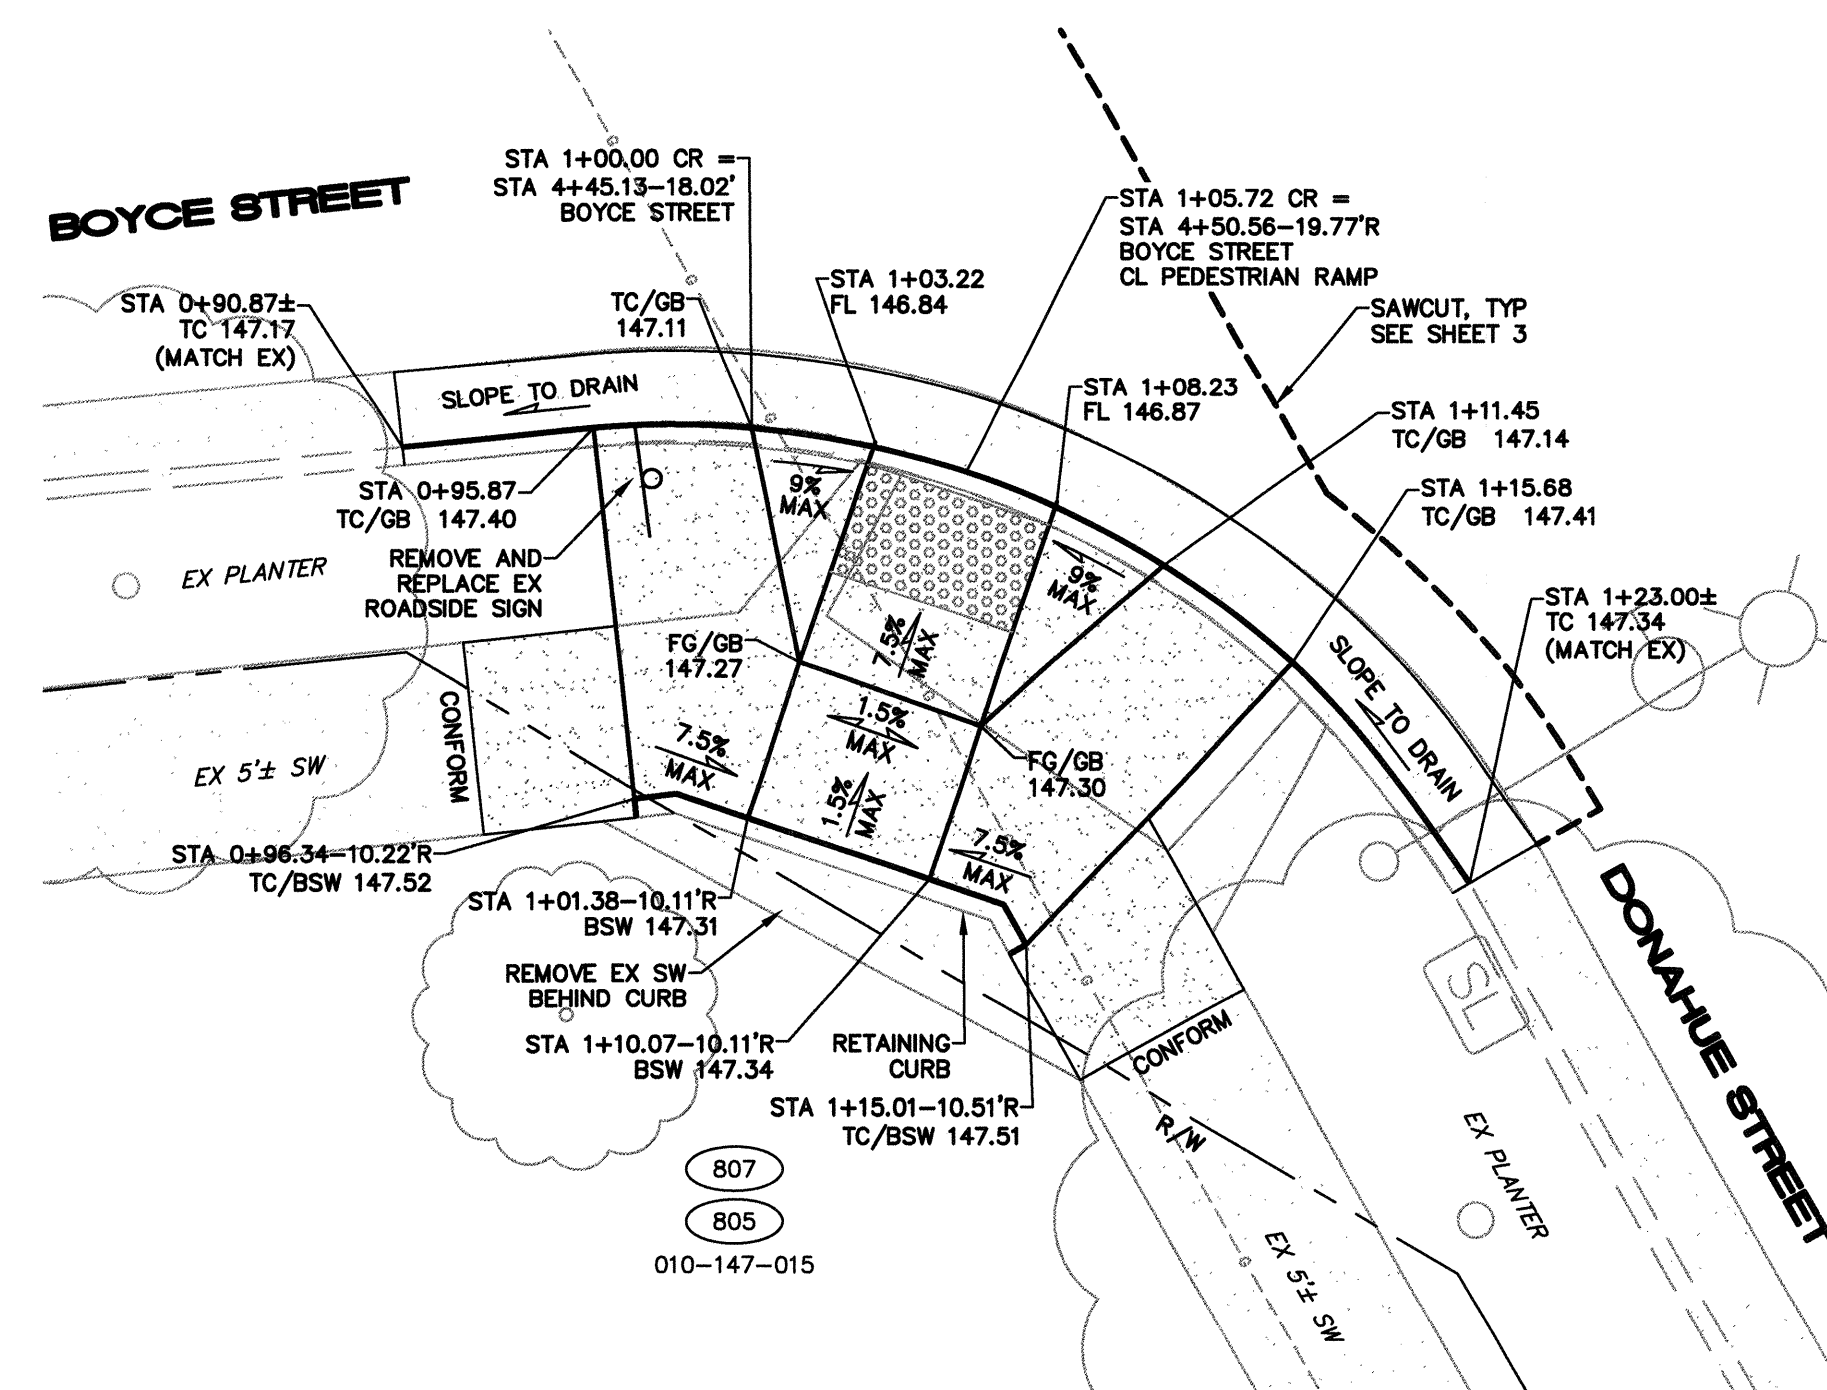 BOYCE STREET
STA 1+00.00 CR =
STA 4+45.13-18.02'
BOYCE STREET
STA 1+05.72 CR =
STA 4+50.56-19.77'R
BOYCE STREET
CL PEDESTRIAN RAMP
STA 0+90.87±
TC 147.17
(MATCH EX)
TC/GB
147.11
STA 1+03.22
FL 146.84
SAWCUT, TYP
SEE SHEET 3
SLOPE TO DRAIN
STA 1+08.23
FL 146.87
STA 1+11.45
TC/GB 147.14
STA 0+95.87
TC/GB 147.40
9%
MAX
STA 1+15.68
TC/GB 147.41
REMOVE AND
REPLACE EX
ROADSIDE SIGN
EX PLANTER
9%
MAX
STA 1+23.00±
TC 147.34
(MATCH EX)
FG/GB
147.27
7.5%
MAX
SLOPE TO DRAIN
CONFORM
EX 5'± SW
7.5%
MAX
1.5%
MAX
1.5%
MAX
FG/GB
147.30
7.5%
MAX
STA 0+96.34-10.22'R
TC/BSW 147.52
STA 1+01.38-10.11'R
BSW 147.31
REMOVE EX SW
BEHIND CURB
STA 1+10.07-10.11'R
BSW 147.34
RETAINING
CURB
STA 1+15.01-10.51'R
TC/BSW 147.51
CONFORM
R/W
SL
DONAHUE STREET
EX PLANTER
EX 5'± SW
807
805
010-147-015